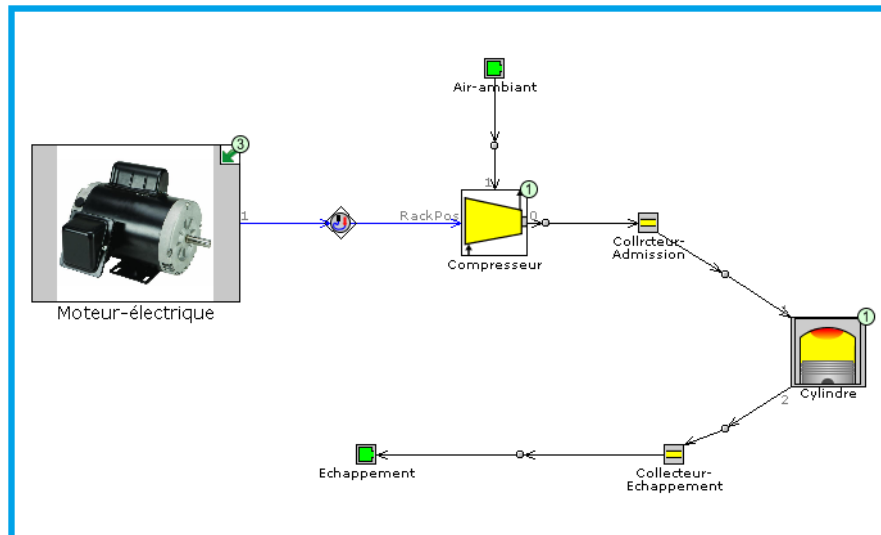 Air-ambiant
3
1
1
1
RackPos
0
Compresseur
Collrcteur-
Admission
Moteur-électrique
1
1
Cylindre
2
Echappement
Collecteur-
Echappement